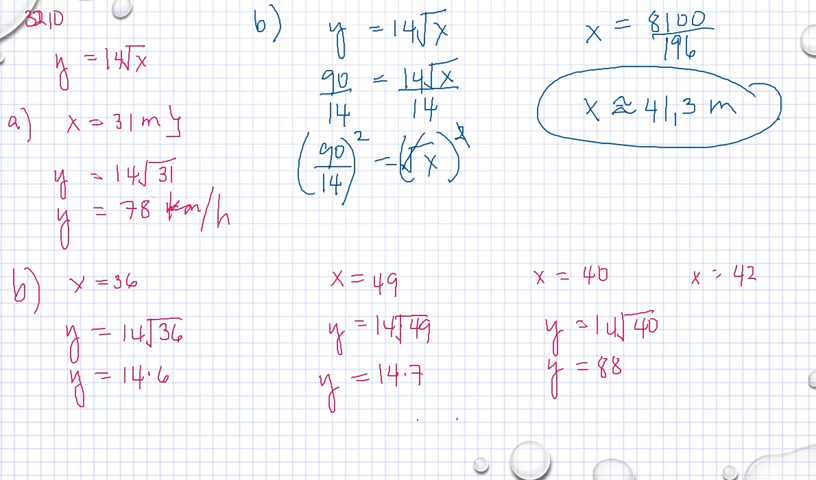 3210
y = 14√x
a) x = 31 m }
y = 14√31
y = 78 km/h
b) y = 14√x
90/14 = 14√x/14
(90/14)² = (√x)²
x = 8100/196
x ≈ 41,3 m
b) x = 36
y = 14√36
y = 14·6
x = 49
y = 14√49
y = 14·7
x = 40
y = 14√40
y = 88
x = 42